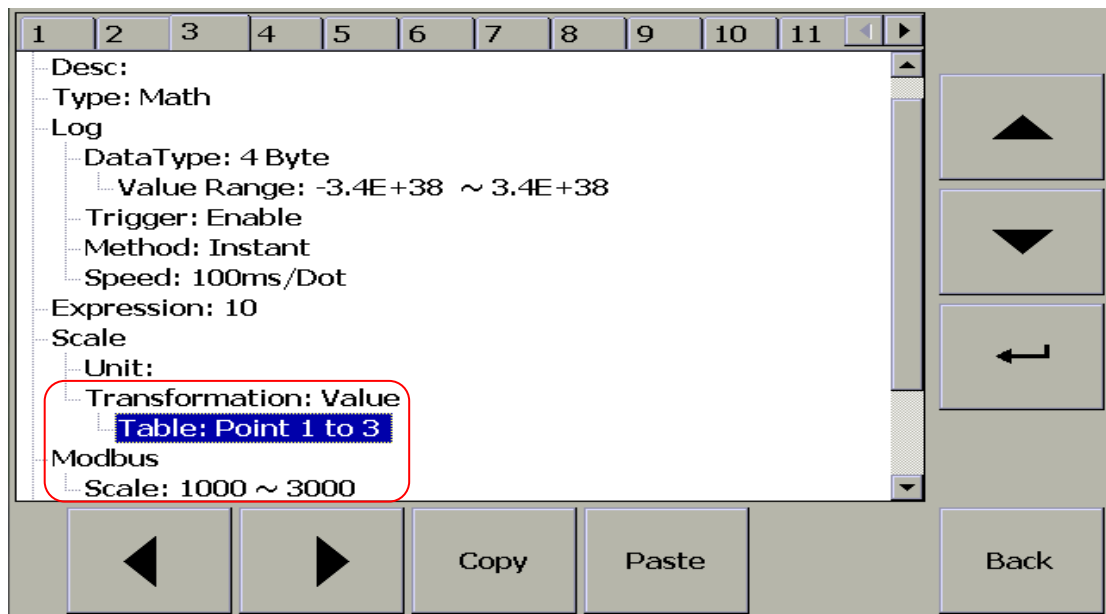 1 2 3 4 5 6 7 8 9 10 11
Desc:
Type: Math
Log
DataType: 4 Byte
Value Range: -3.4E+38 ~ 3.4E+38
Trigger: Enable
Method: Instant
Speed: 100ms/Dot
Expression: 10
Scale
Unit:
Transformation: Value
Table: Point 1 to 3
Modbus
Scale: 1000 ~ 3000
Copy Paste Back